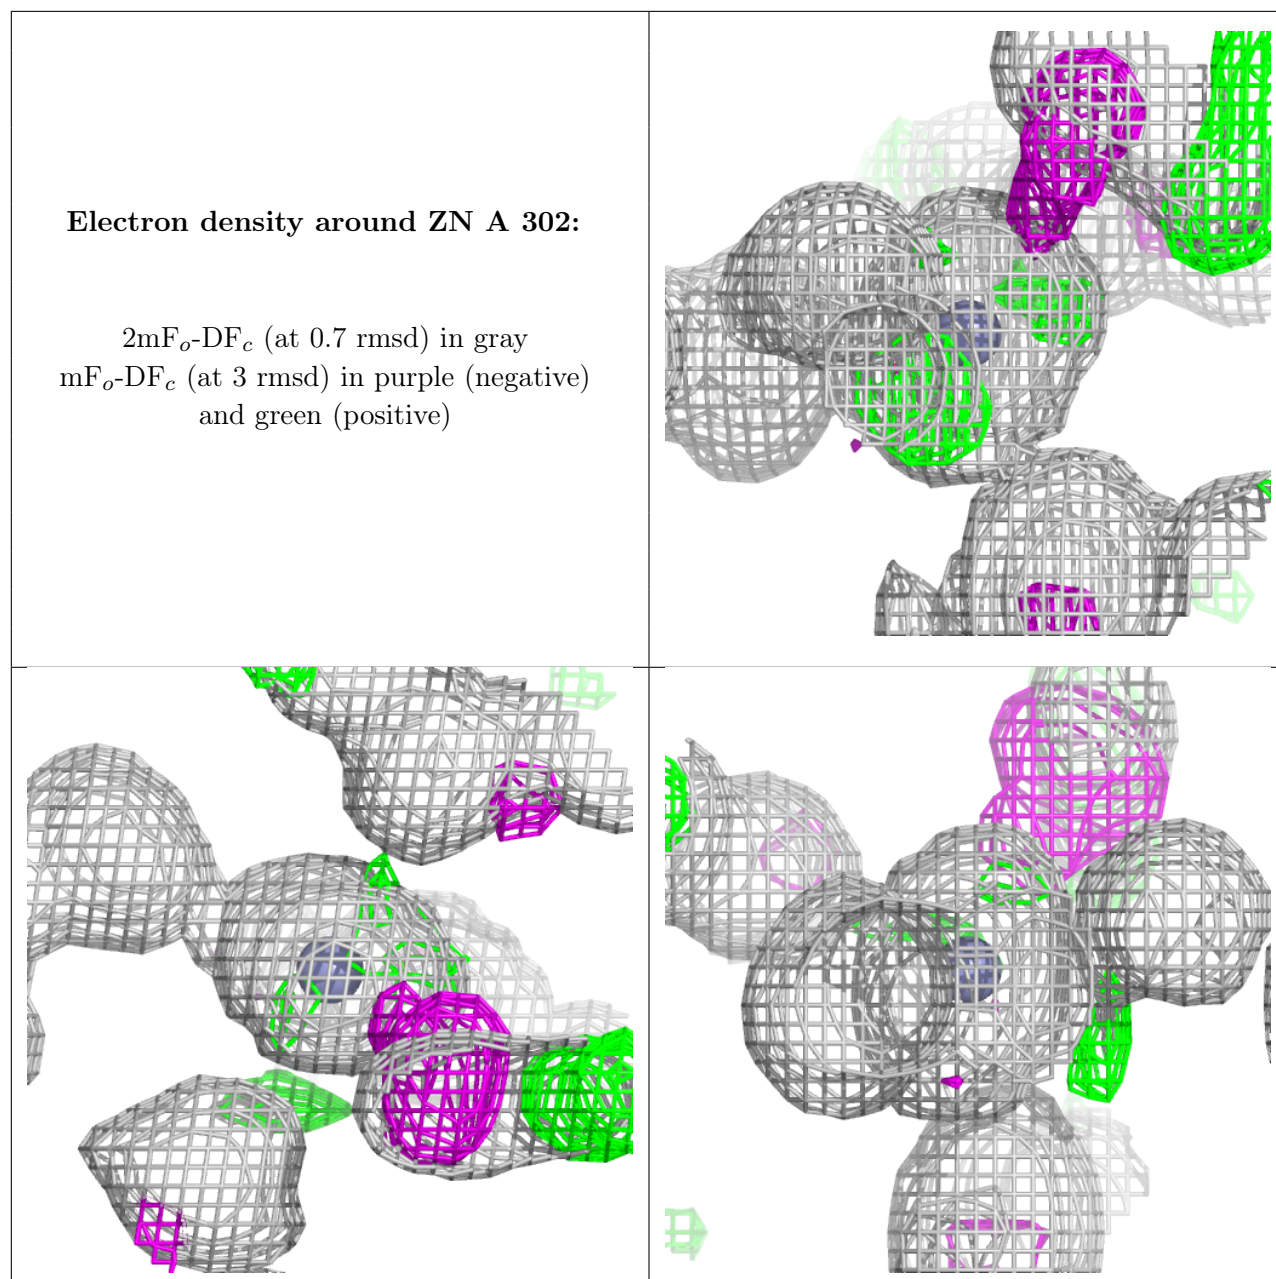 Electron density around ZN A 302:
2mFo-DFc (at 0.7 rmsd) in gray
mFo-DFc (at 3 rmsd) in purple (negative)
and green (positive)